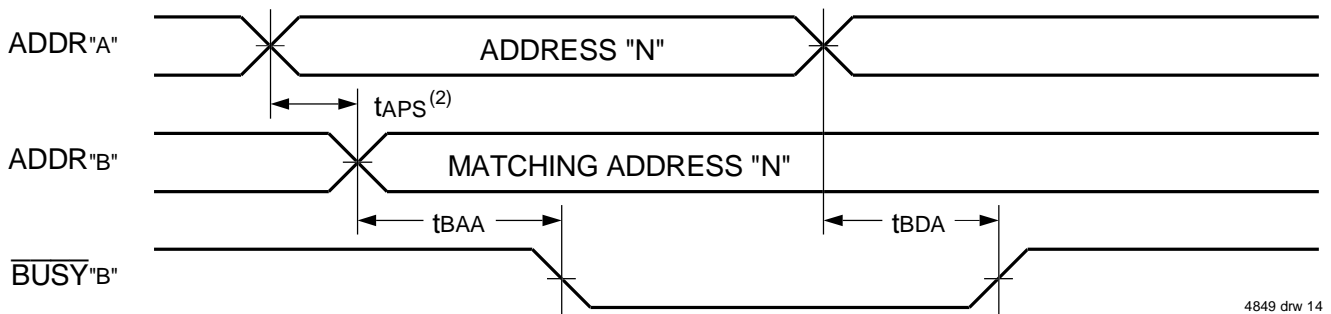 ADDR"A"
ADDRESS "N"
tAPS(2)
ADDR"B"
MATCHING ADDRESS "N"
tBAA
tBDA
BUSY"B"
4849 drw 14